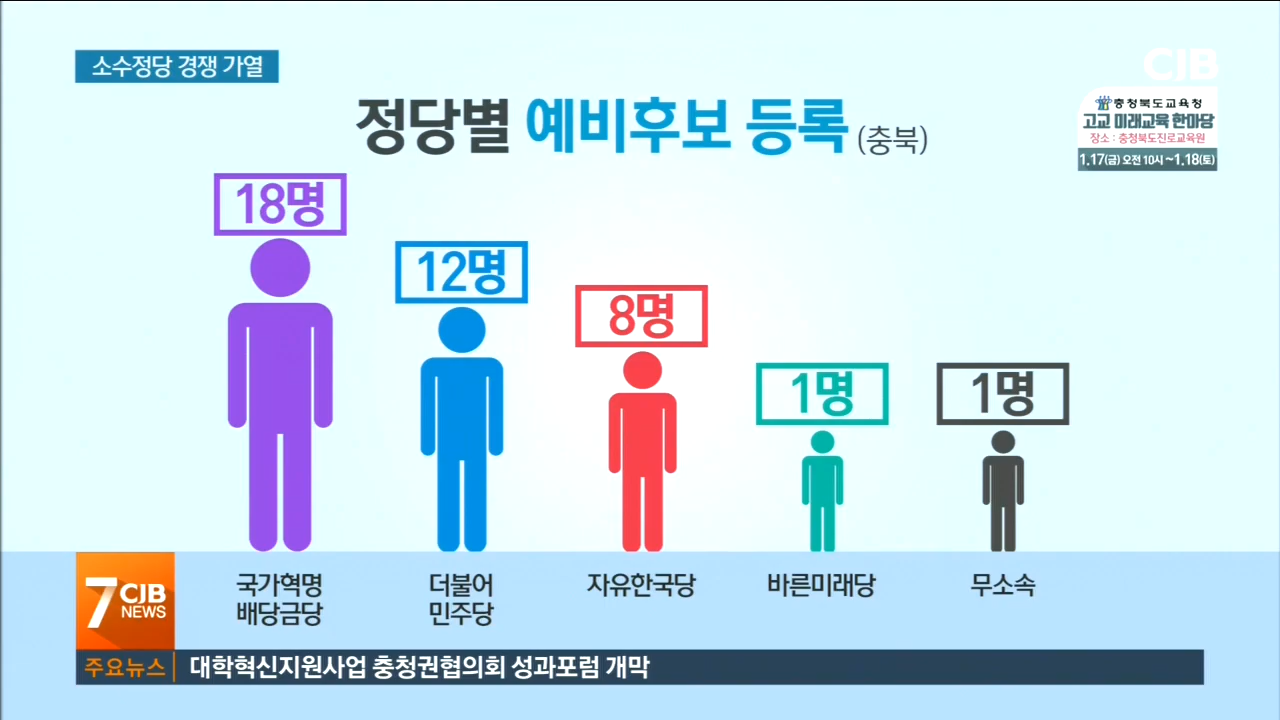 소수정당 경쟁 가열
CJB
충청북도교육청
고교 미래교육 한마당
장소 : 충청북도진로교육원
1.17(금) 오전 10시 ~1.18(토)
정당별 예비후보 등록 (충북)
18명
12명
8명
1명
1명
국가혁명
배당금당
더불어
민주당
자유한국당
바른미래당
무소속
7 CJB
NEWS
주요뉴스 대학혁신지원사업 충청권협의회 성과포럼 개막